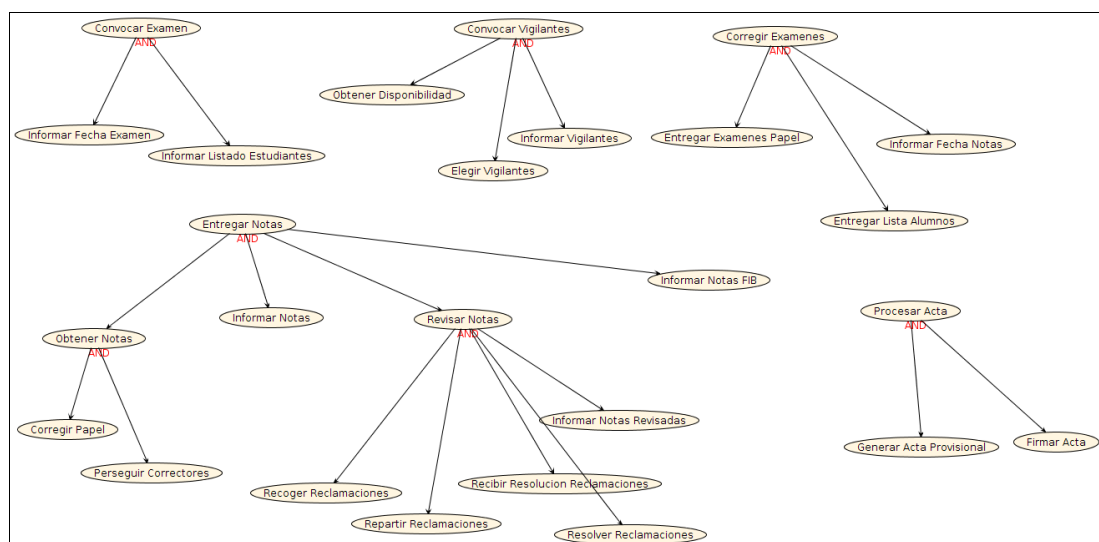 Convocar Examen
AND
Informar Fecha Examen
Informar Listado Estudiantes
Convocar Vigilantes
AND
Obtener Disponibilidad
Informar Vigilantes
Elegir Vigilantes
Corregir Examenes
AND
Entregar Examenes Papel
Informar Fecha Notas
Entregar Lista Alumnos
Entregar Notas
AND
Informar Notas FIB
Informar Notas
Revisar Notas
AND
Obtener Notas
AND
Corregir Papel
Perseguir Correctores
Informar Notas Revisadas
Recoger Reclamaciones
Recibir Resolucion Reclamaciones
Repartir Reclamaciones
Resolver Reclamaciones
Procesar Acta
AND
Generar Acta Provisional
Firmar Acta